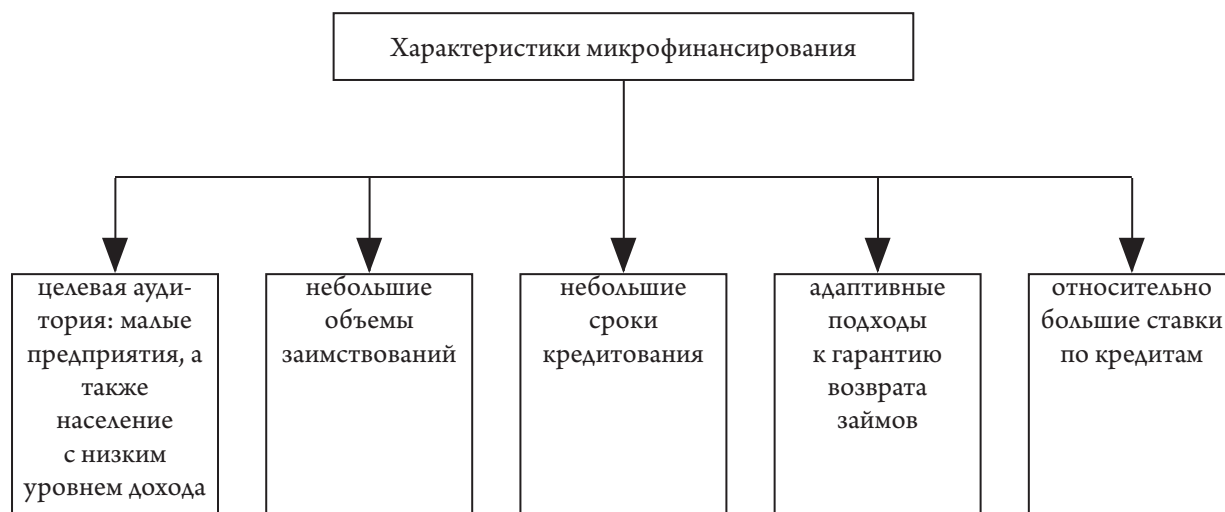 Характеристики микрофинансирования
целевая ауди-
тория: малые
предприятия, а
также
население
с низким
уровнем дохода
небольшие
объемы
заимствований
небольшие
сроки
кредитования
адаптивные
подходы
к гарантию
возврата
займов
относительно
большие ставки
по кредитам